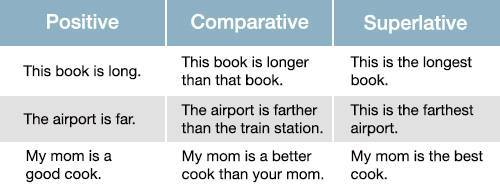 Positive Comparative Superlative
This book is long.
This book is longer
than that book.
This is the longest
book.
The airport is far.
The airport is farther
than the train station.
This is the farthest
airport.
My mom is a
good cook.
My mom is a better
cook than your mom.
My mom is the best
cook.